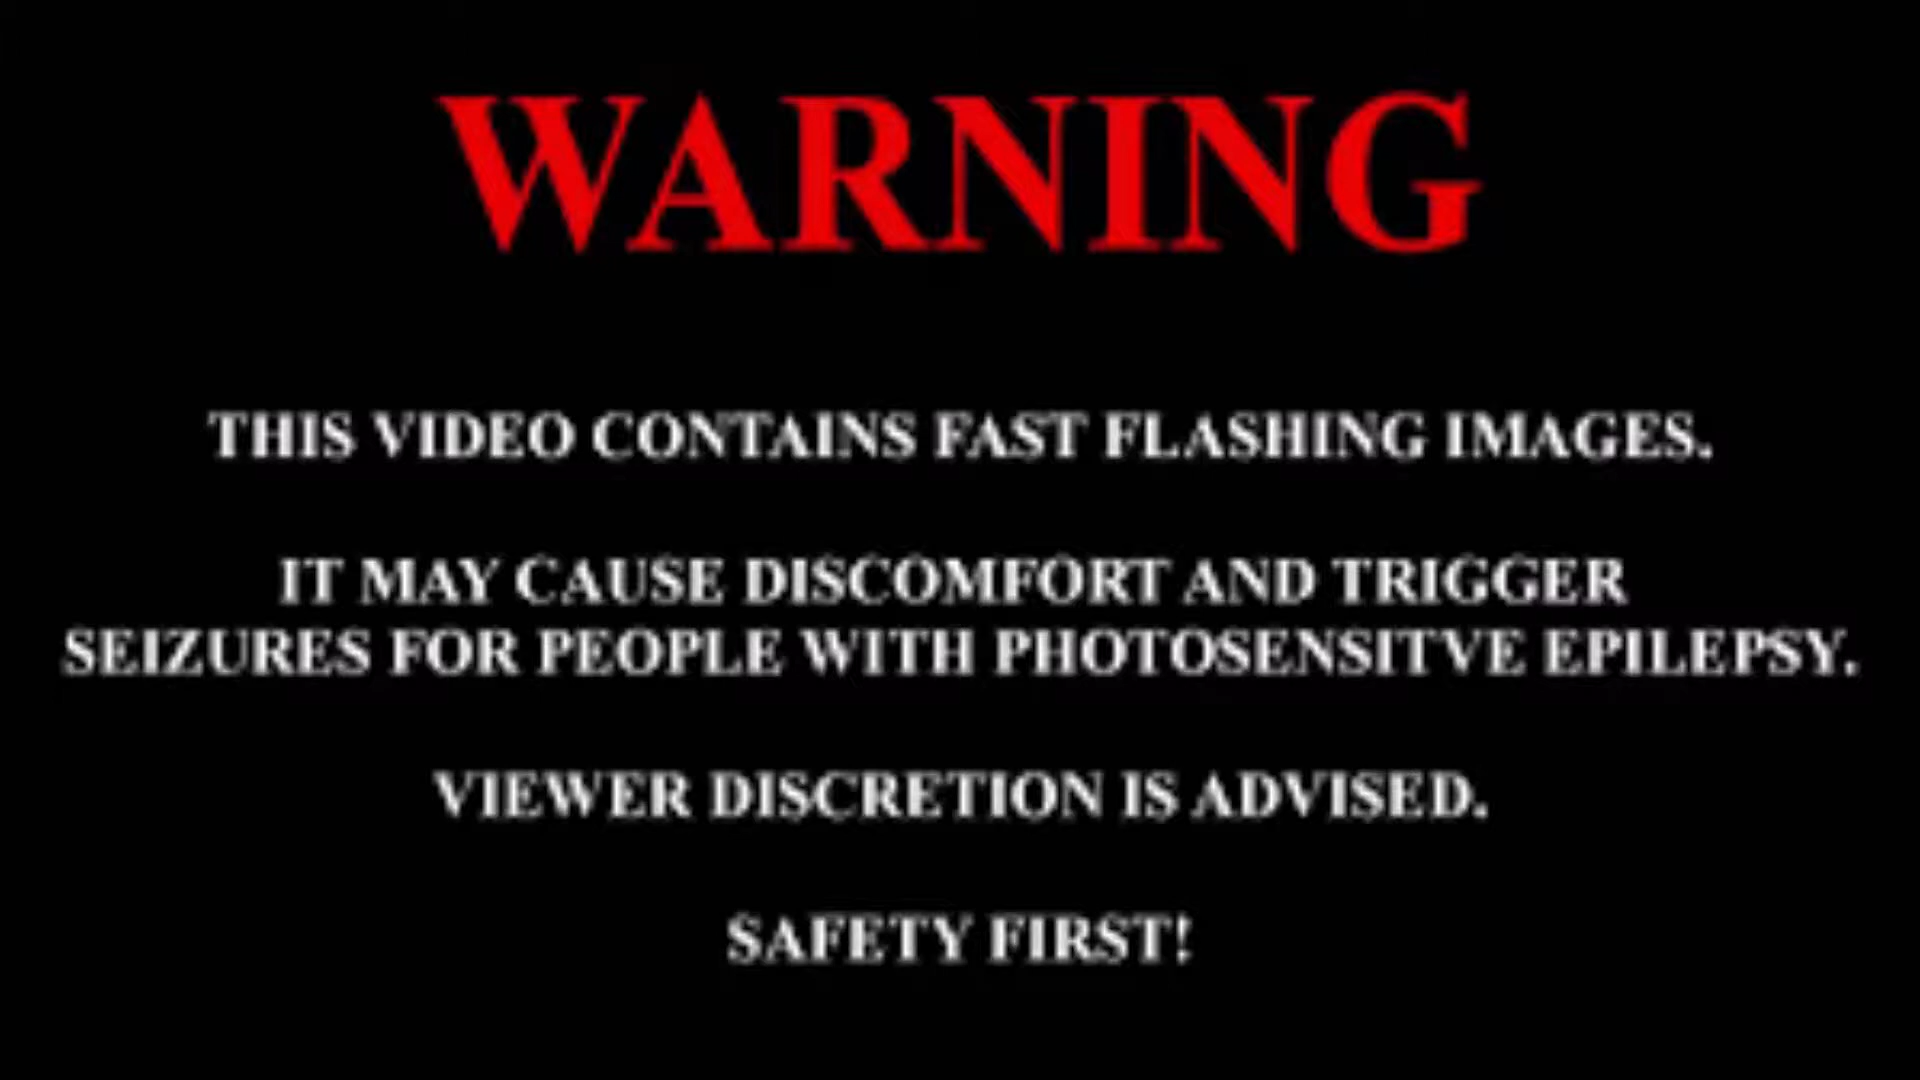 WARNING
THIS VIDEO CONTAINS FAST FLASHING IMAGES.
IT MAY CAUSE DISCOMFORT AND TRIGGER
SEIZURES FOR PEOPLE WITH PHOTOSENSITVE EPILEPSY.
VIEWER DISCRETION IS ADVISED.
SAFETY FIRST!